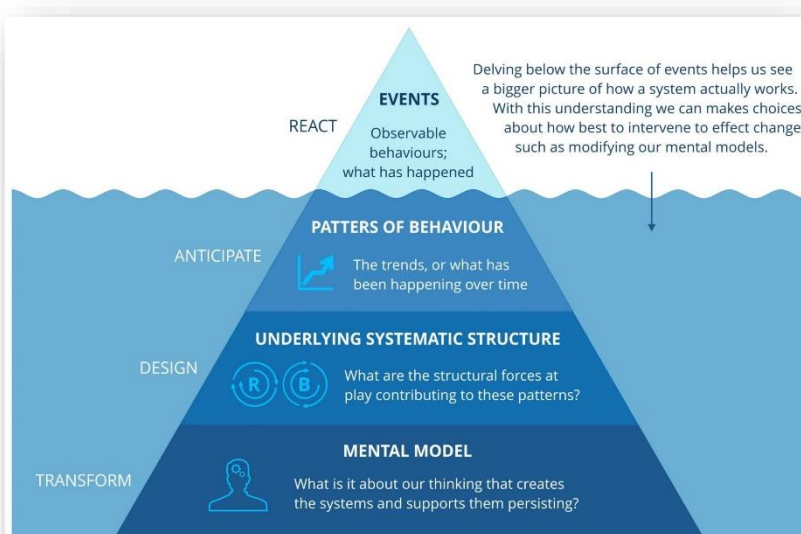 Delving below the surface of events helps us see
a bigger picture of how a system actually works.
With this understanding we can makes choices
about how best to intervene to effect change
such as modifying our mental models.
REACT
EVENTS
Observable
behaviours;
what has happened
ANTICIPATE
PATTERS OF BEHAVIOUR
The trends, or what has
been happening over time
DESIGN
UNDERLYING SYSTEMATIC STRUCTURE
R
B
What are the structural forces at
play contributing to these patterns?
TRANSFORM
MENTAL MODEL
What is it about our thinking that creates
the systems and supports them persisting?